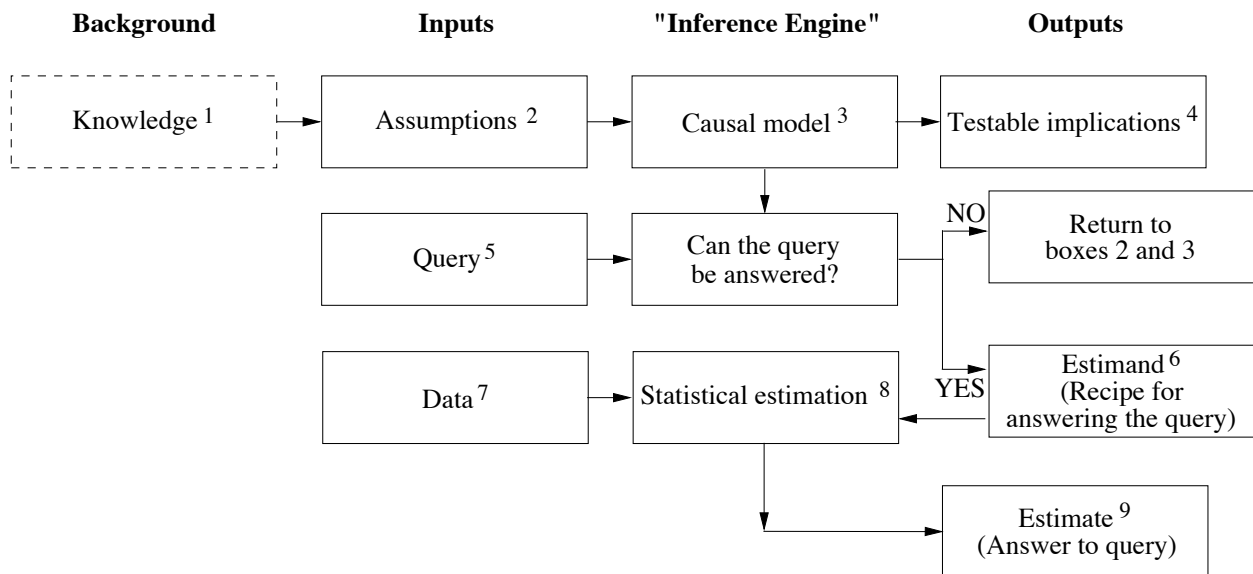 Background
Inputs
"Inference Engine"
Outputs
Knowledge 1
Assumptions 2
Causal model 3
Testable implications 4
Query 5
Can the query
be answered?
NO
Return to
boxes 2 and 3
Data 7
Statistical estimation 8
YES
Estimand 6
(Recipe for
answering the query)
Estimate 9
(Answer to query)